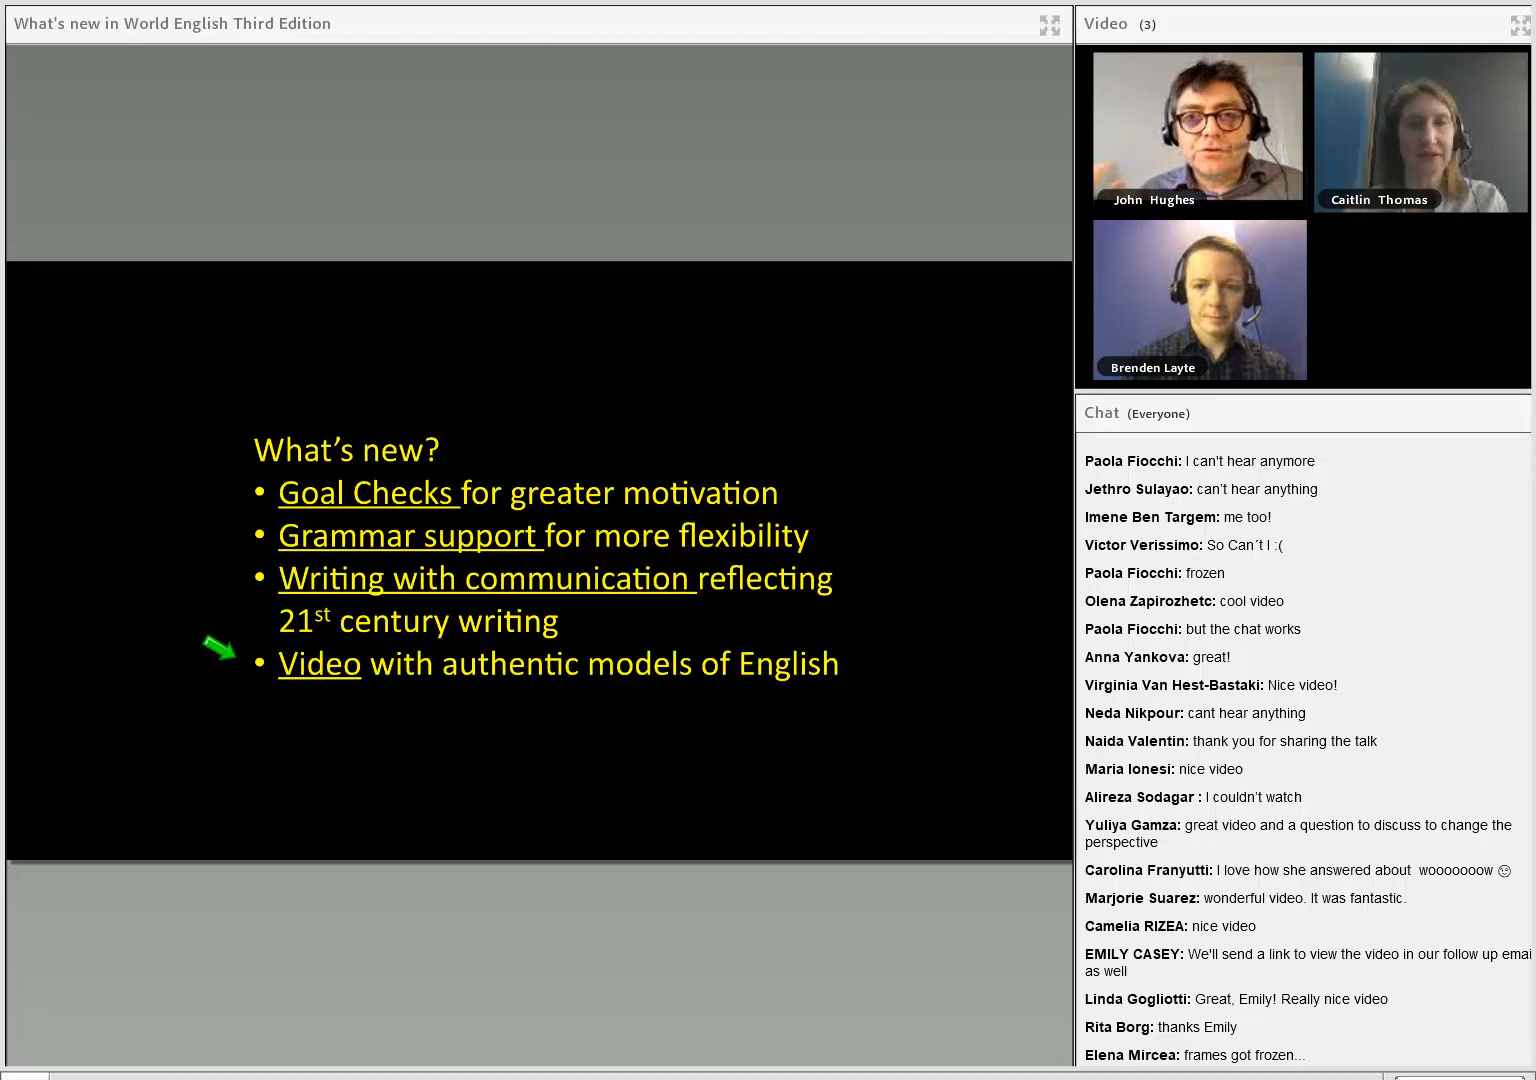 What's new in World English Third Edition
What’s new?
• Goal Checks for greater motivation
• Grammar support for more flexibility
• Writing with communication reflecting
21st century writing
• Video with authentic models of English
Video (3)
John Hughes
Caitlin Thomas
Brenden Layte
Chat (Everyone)
Paola Fiocchi: I can't hear anymore
Jethro Sulayao: can’t hear anything
Imene Ben Targem: me too!
Victor Verissimo: So Can´t I :(
Paola Fiocchi: frozen
Olena Zapirozhetc: cool video
Paola Fiocchi: but the chat works
Anna Yankova: great!
Virginia Van Hest-Bastaki: Nice video!
Neda Nikpour: cant hear anything
Naida Valentin: thank you for sharing the talk
Maria Ionesi: nice video
Alireza Sodagar : I couldn’t watch
Yuliya Gamza: great video and a question to discuss to change the
perspective
Carolina Franyutti: I love how she answered about  wooooooow
Marjorie Suarez: wonderful video. It was fantastic.
Camelia RIZEA: nice video
EMILY CASEY: We'll send a link to view the video in our follow up emai
as well
Linda Gogliotti: Great, Emily! Really nice video
Rita Borg: thanks Emily
Elena Mircea: frames got frozen...